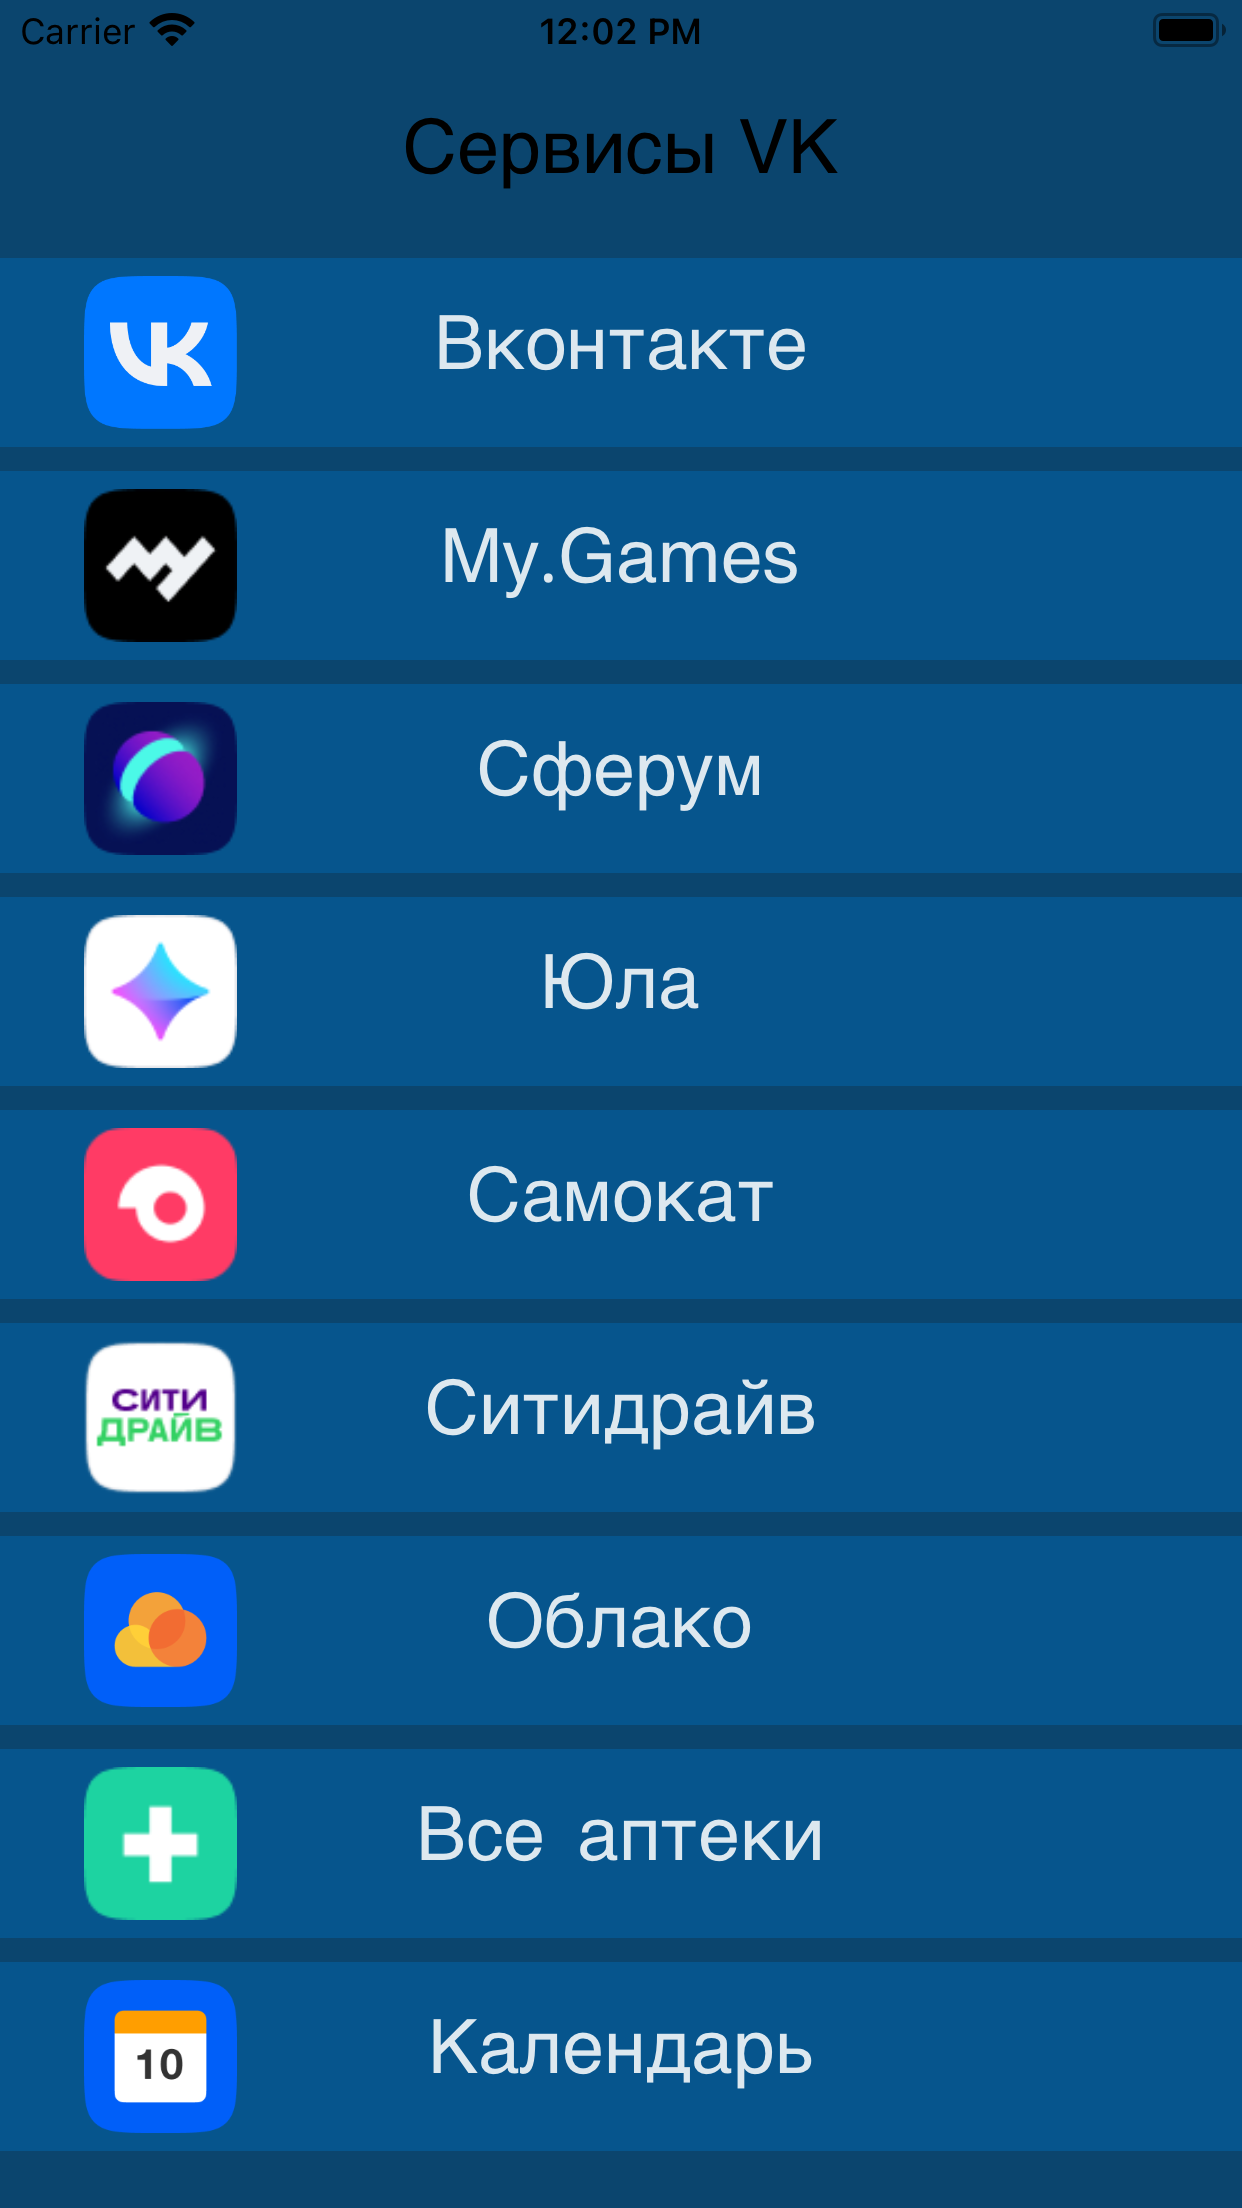 Carrier 12:02 PM
Сервисы VK
VK
Вконтакте
My.Games
Сферум
Юла
Самокат
СИТИ
ДРАЙВ
Ситидрайв
Облако
Все аптеки
10
Календарь